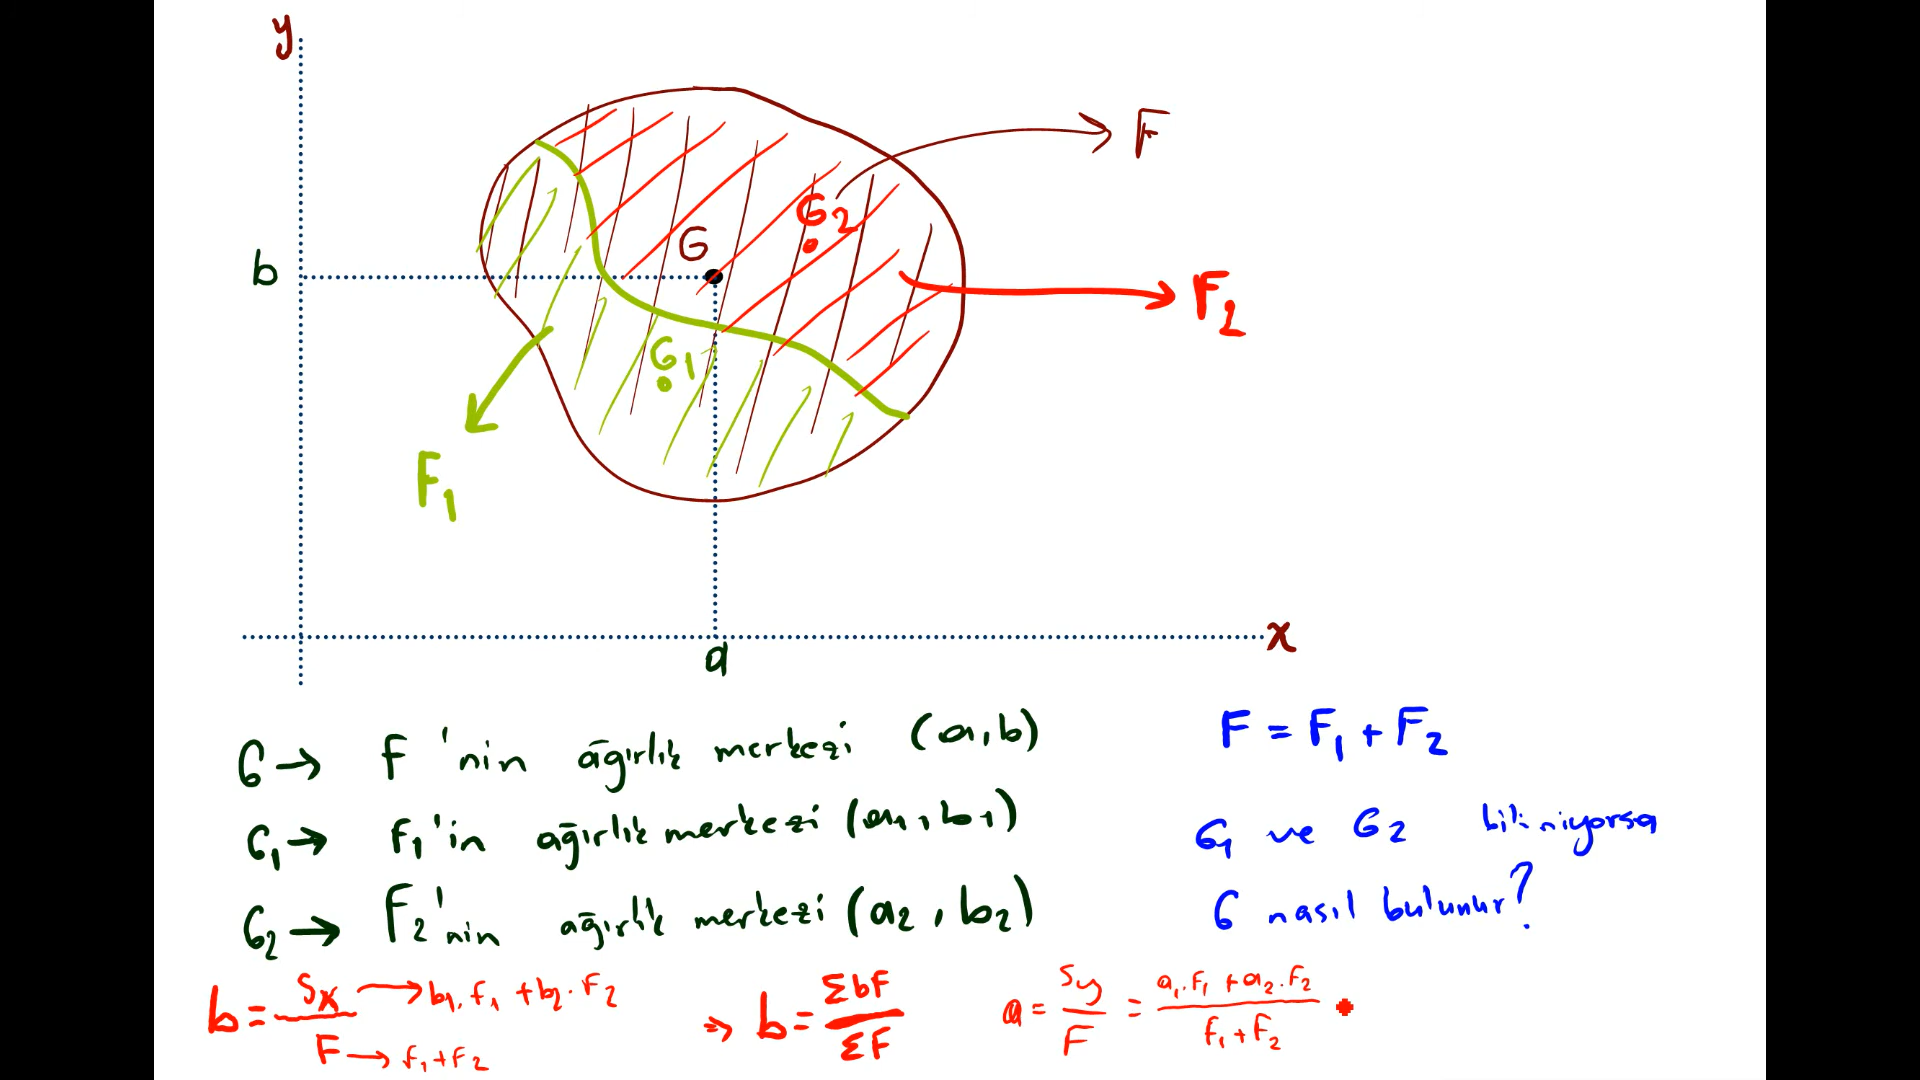 y
F
G2
G
b
F2
G1
F1
x
a
G → F 'nin ağırlık merkezi (a,b)
F = F1 + F2
G1 → F1'in ağırlık merkezi (a1, b1)
G1 ve G2 biliniyorsa
G2 → F2'nin ağırlık merkezi (a2, b2)
G nasıl bulunur?
b = Sx / F
Sx → b1.F1 + b2.F2
F → F1 + F2
⇒ b = ΣbF / ΣF
a = Sy / F = a1.F1 + a2.F2 / F1 + F2